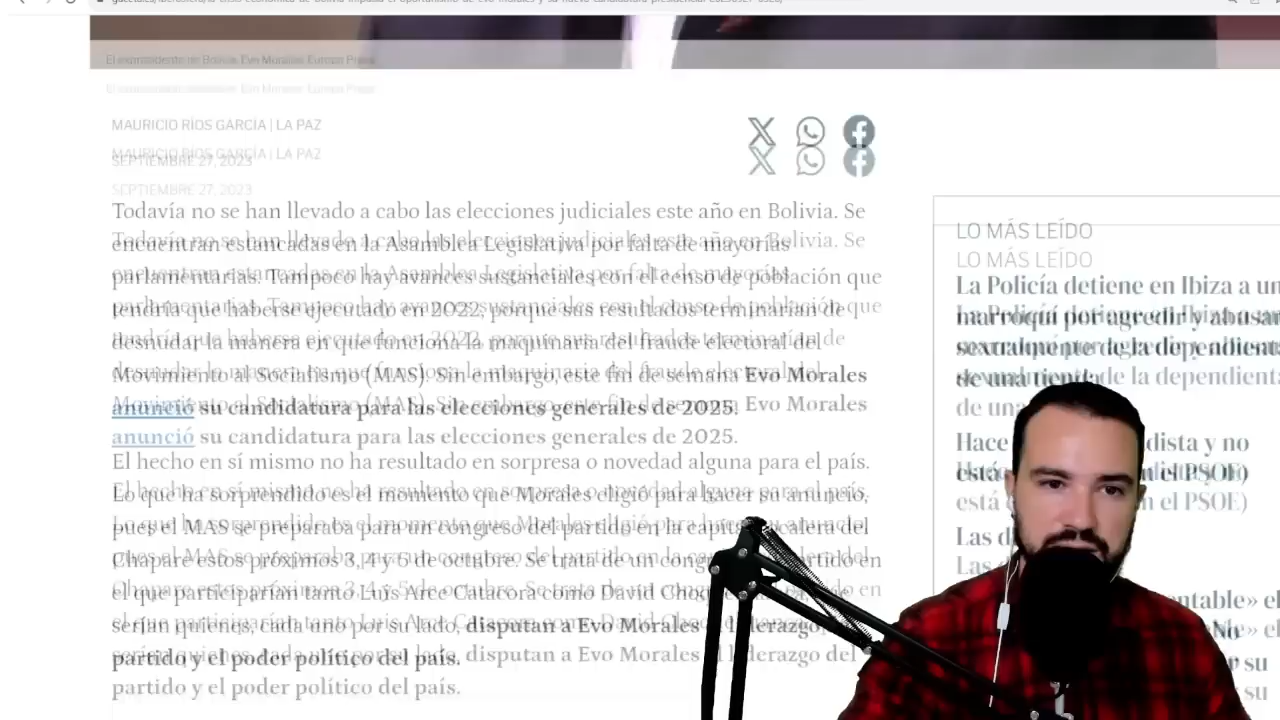 El expresidente de Bolivia Evo Morales Europa Press
MAURICIO RÍOS GARCÍA | LA PAZ
SEPTIEMBRE 27, 2023
Todavía no se han llevado a cabo las elecciones judiciales este año en Bolivia. Se
encuentran estancadas en la Asamblea Legislativa por falta de mayorías
parlamentarias. Tampoco hay avances sustanciales con el censo de población que
tendría que haberse ejecutado en 2022, porque sus resultados terminarían de
desnudar la manera en que funciona la maquinaria del fraude electoral del
Movimiento al Socialismo (MAS). Sin embargo, este fin de semana Evo Morales
anunció su candidatura para las elecciones generales de 2025.
El hecho en sí mismo no ha resultado en sorpresa o novedad alguna para el país.
Lo que ha sorprendido es el momento que Morales eligió para hacer su anuncio,
pues el MAS se preparaba para un congreso del partido en la capital cocalera del
Chapare estos próximos 3, 4 y 5 de octubre. Se trata de un congreso del partido en
el que participarían tanto Luis Arce Catacora como David
serían quienes, cada uno por su lado, disputan a Evo Morales el liderazgo del
partido y el poder político del país.
LO MÁS LEÍDO
La Policía detiene en Ibiza a un
marroquí por agredir y abusar
sexualmente de la dependienta
de una tienda
Hace dista y no
está en el PSOE)
Las